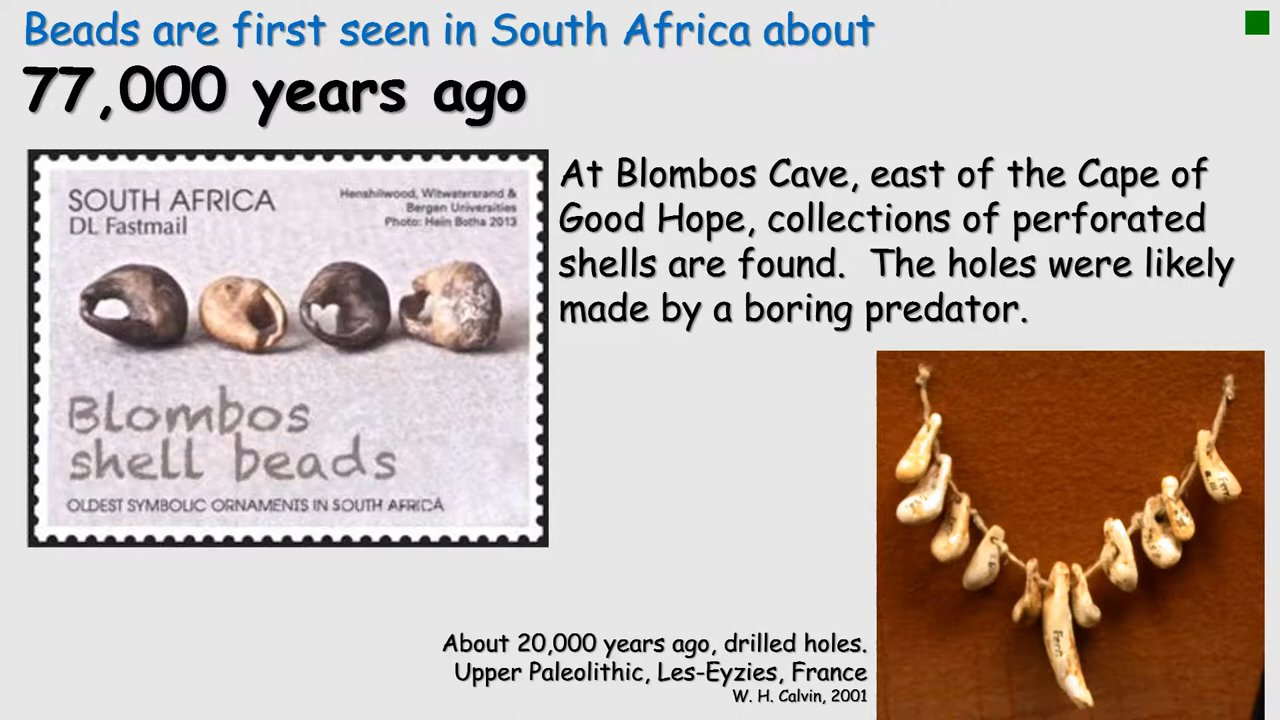 Beads are first seen in South Africa about
77,000 years ago
SOUTH AFRICA
DL Fastmail
Henshilwood, Witwatersrand &
Bergen Universities
Photo: Hein Botha 2013
Blombos
shell beads
OLDEST SYMBOLIC ORNAMENTS IN SOUTH AFRICA
At Blombos Cave, east of the Cape of
Good Hope, collections of perforated
shells are found. The holes were likely
made by a boring predator.
About 20,000 years ago, drilled holes.
Upper Paleolithic, Les-Eyzies, France
W. H. Calvin, 2001